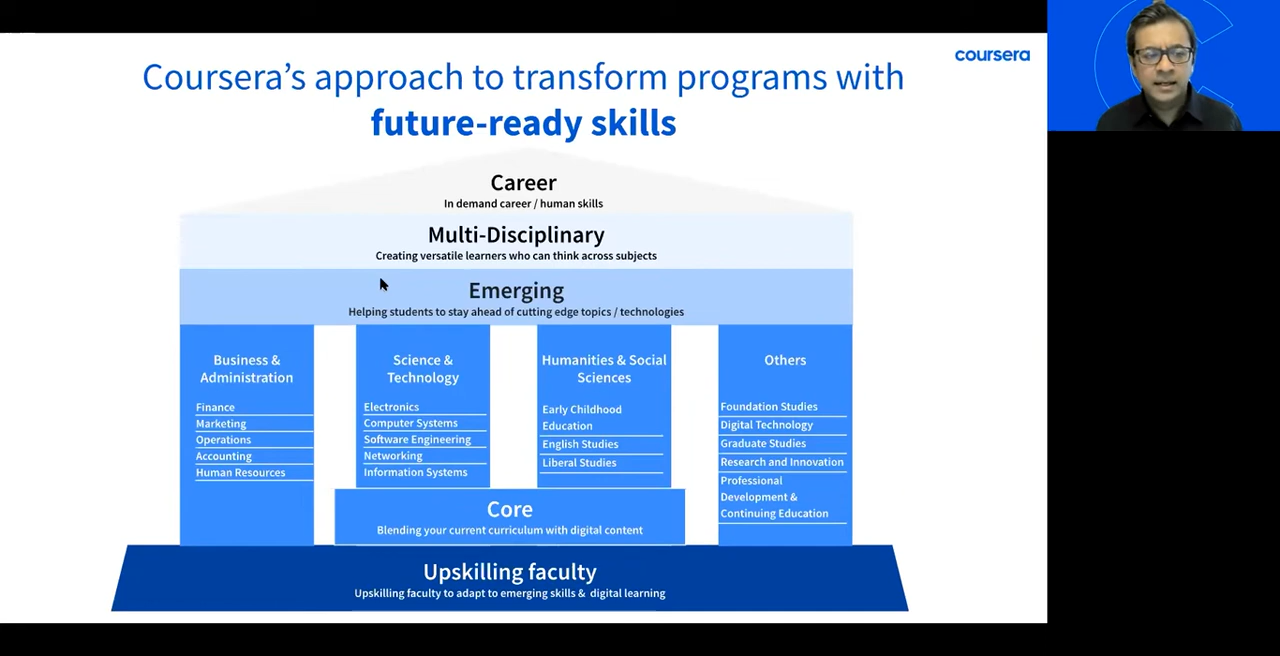 coursera
Coursera's approach to transform programs with
future-ready skills
Career
In demand career / human skills
Multi-Disciplinary
Creating versatile learners who can think across subjects
Emerging
Helping students to stay ahead of cutting edge topics / technologies
Business &
Administration
Finance
Marketing
Operations
Accounting
Human Resources
Science &
Technology
Electronics
Computer Systems
Software Engineering
Networking
Information Systems
Humanities & Social
Sciences
Early Childhood
Education
English Studies
Liberal Studies
Others
Foundation Studies
Digital Technology
Graduate Studies
Research and Innovation
Professional
Development &
Continuing Education
Core
Blending your current curriculum with digital content
Upskilling faculty
Upskilling faculty to adapt to emerging skills & digital learning